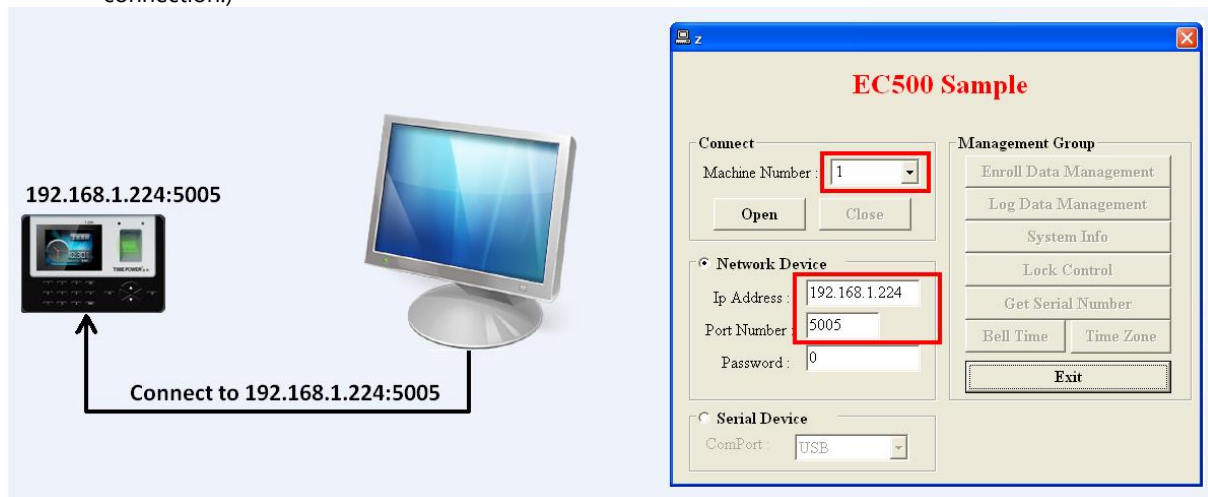 connection.)
192.168.1.224:5005
TIME POWER
Connect to 192.168.1.224:5005
z
EC500 Sample
Connect
Machine Number : 1
Open Close
Network Device
Ip Address : 192.168.1.224
Port Number : 5005
Password : 0
Serial Device
ComPort : USB
Management Group
Enroll Data Management
Log Data Management
System Info
Lock Control
Get Serial Number
Bell Time Time Zone
Exit